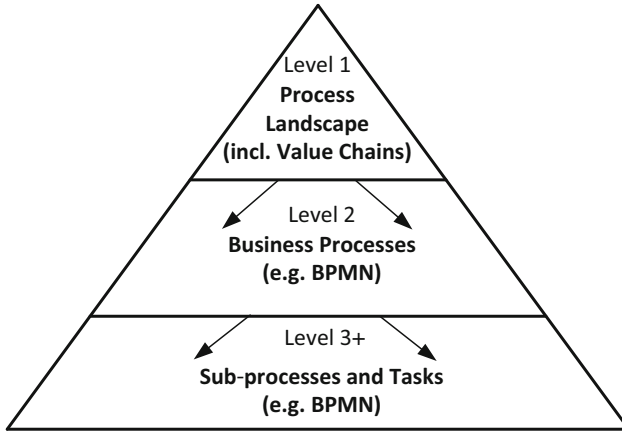 Level 1
Process
Landscape
(incl. Value Chains)
Level 2
Business Processes
(e.g. BPMN)
Level 3+
Sub-processes and Tasks
(e.g. BPMN)